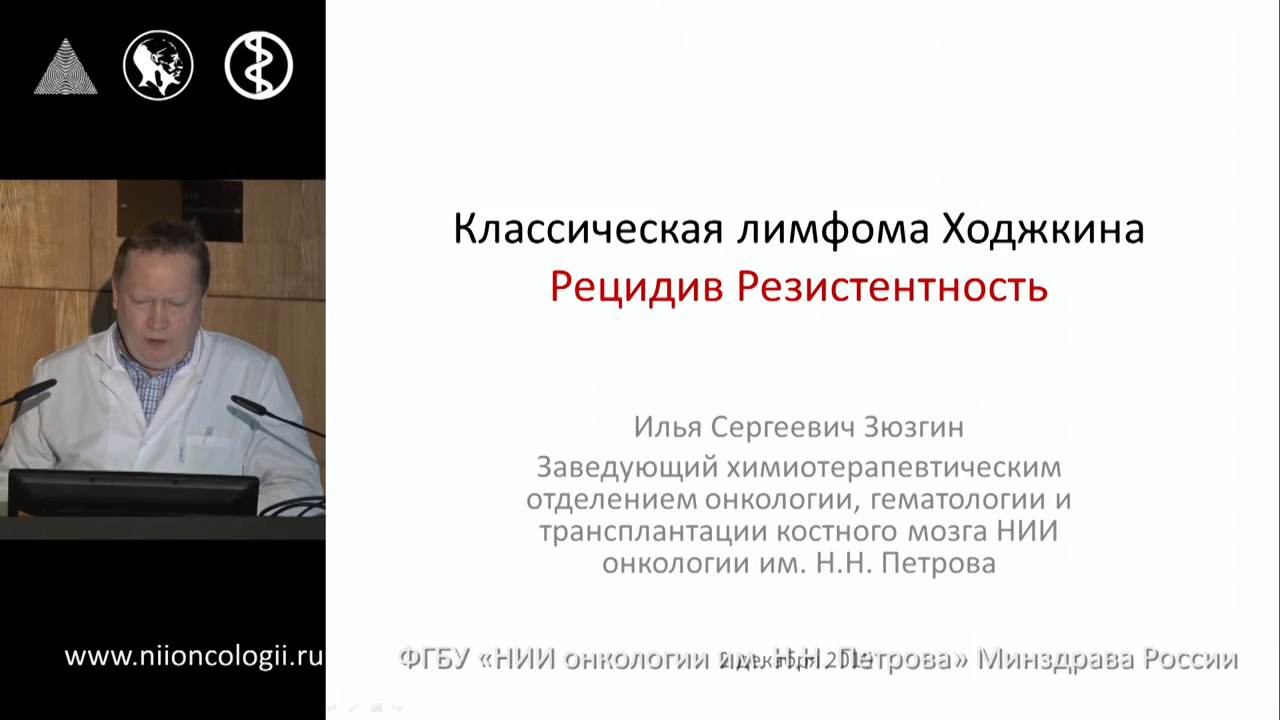 Классическая лимфома Ходжкина
Рецидив Резистентность
Илья Сергеевич Зюзгин
Заведующий химиотерапевтическим
отделением онкологии, гематологии и
трансплантации костного мозга НИИ
онкологии им. Н.Н. Петрова
www.niioncologii.ru
ФГБУ «НИИ онкологии им. Н.Н. Петрова» Минздрава России